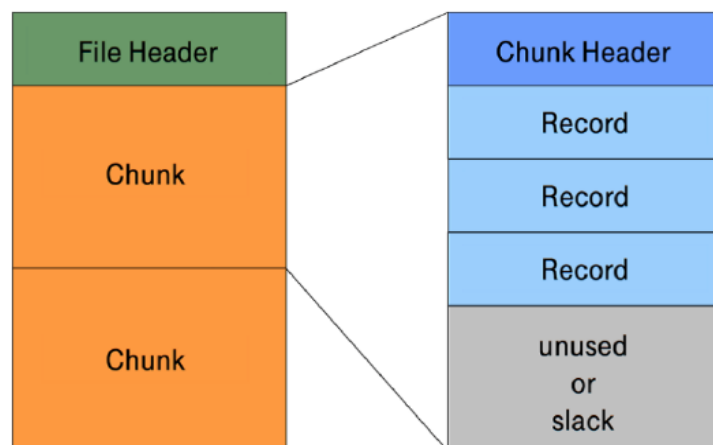 File Header
Chunk
Chunk
Chunk Header
Record
Record
Record
unused
or
slack